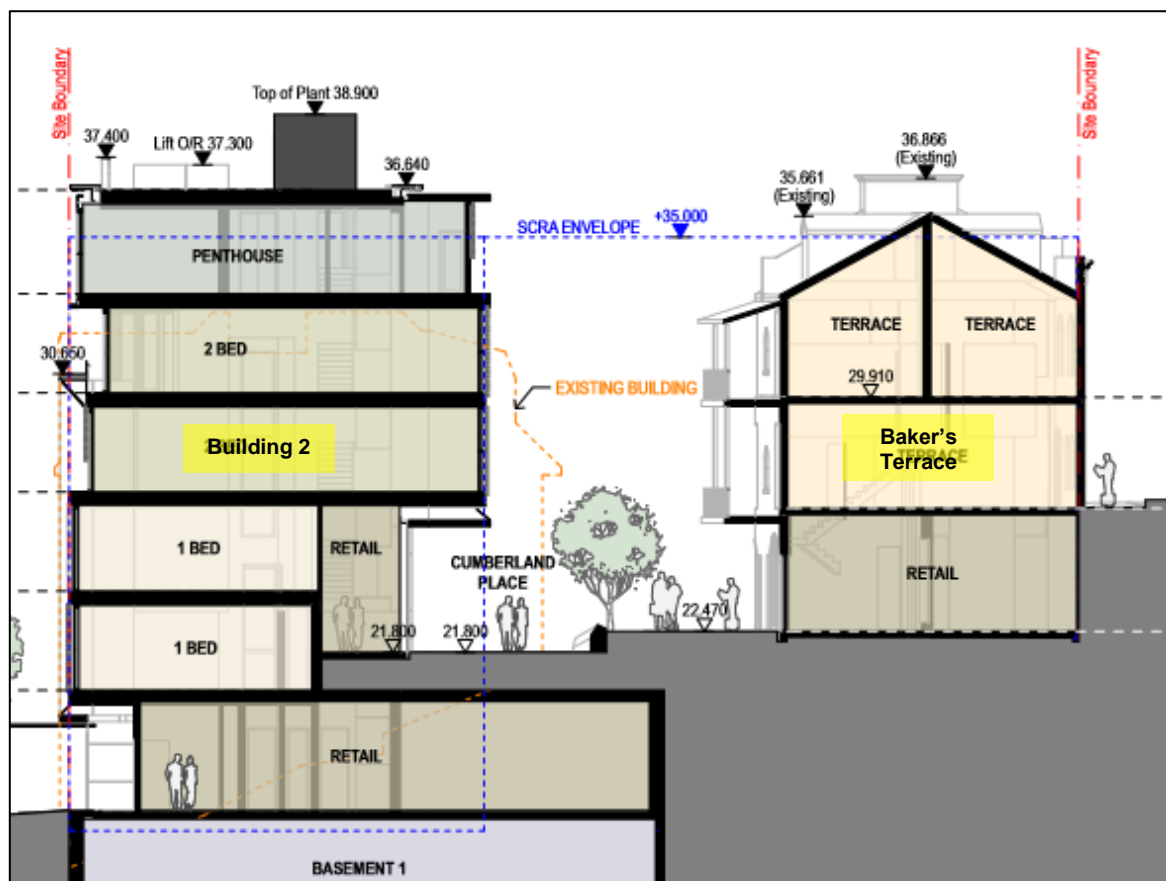 Site Boundary
Site Boundary
Top of Plant 38.900
37.400
Lift O/R 37.300
36.640
36.866
(Existing)
35.661
(Existing)
SCRA ENVELOPE
+35.000
PENTHOUSE
2 BED
TERRACE
TERRACE
30.650
29.910
EXISTING BUILDING
Building 2
Baker's
Terrace
TERRACE
1 BED
RETAIL
CUMBERLAND
PLACE
RETAIL
22.470
21.800
21.800
1 BED
RETAIL
BASEMENT 1